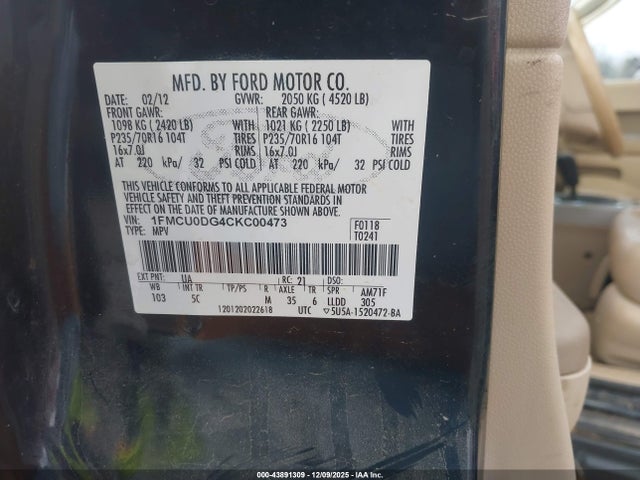 MFD. BY FORD MOTOR CO.
DATE: 02/12 GVWR: 2050 KG ( 4520 LB)
FRONT GAWR: REAR GAWR:
1098 KG ( 2420 LB) WITH 1021 KG ( 2250 LB) WITH
P235/70R16 104T TIRES P235/70R16 104T TIRES
16x7.0J RIMS 16x7.0J RIMS
AT 220 kPa/ 32 PSI COLD AT 220 kPa/ 32 PSI COLD
THIS VEHICLE CONFORMS TO ALL APPLICABLE FEDERAL MOTOR
VEHICLE SAFETY AND THEFT PREVENTION STANDARDS IN
EFFECT ON THE DATE OF MANUFACTURE SHOWN ABOVE.
VIN: 1FMCU0DG4CKC00473 F0118
TYPE: MPV T0241
EXT PNT: UA RC: 21 DSO:
WB INT TR TP/PS R AXLE TR SPR AM71F
103 5C M 35 6 LLDD 305
1201202022618 UTC 5U5A-1520472-BA
000-43891309 - 12/09/2025 - IAAI.COM